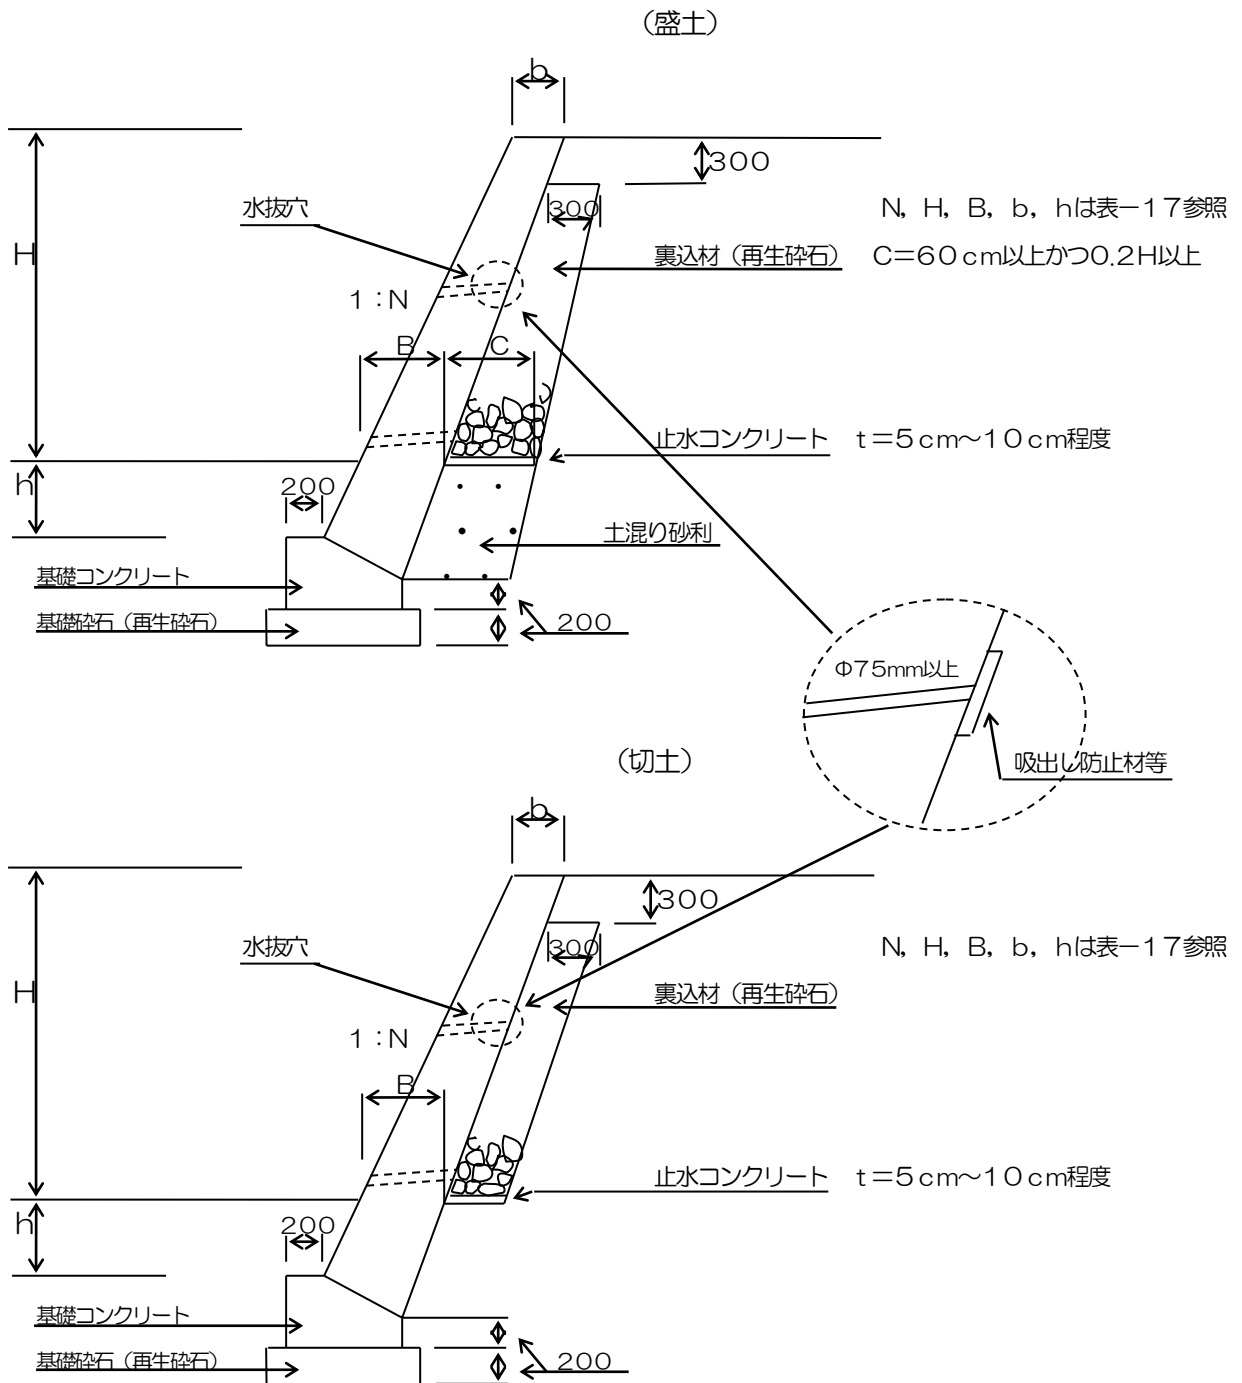 （盛土）
b
300
300
水抜穴
N，H，B，b，hは表－17参照
H
裏込材（再生砕石）
C＝60cm以上かつ0.2H以上
1：N
B
C
止水コンクリート　t＝5cm～10cm程度
h
200
土混り砂利
基礎コンクリート
基礎砕石（再生砕石）
200
Φ75mm以上
吸出し防止材等
（切土）
b
300
300
水抜穴
N，H，B，b，hは表－17参照
H
裏込材（再生砕石）
1：N
B
止水コンクリート　t＝5cm～10cm程度
h
200
基礎コンクリート
基礎砕石（再生砕石）
200